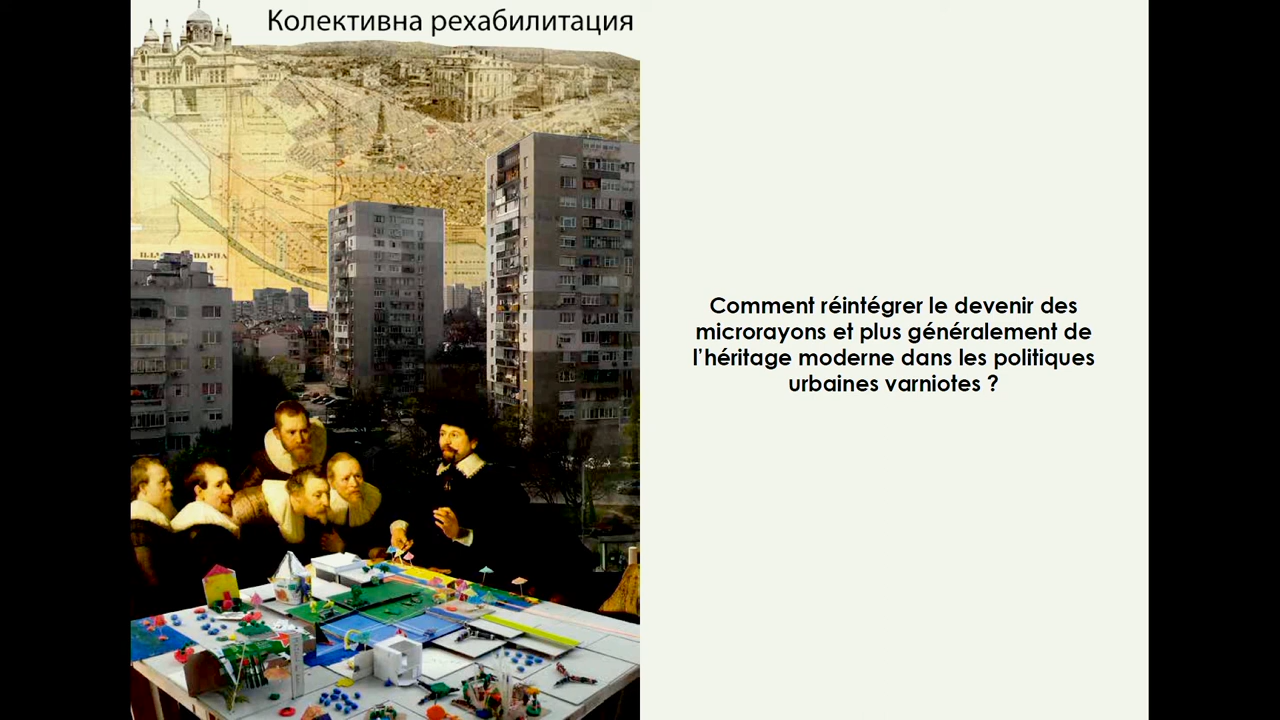 Колективна рехабилитация
ВАРНА
Comment réintégrer le devenir des
microrayons et plus généralement de
l'héritage moderne dans les politiques
urbaines varniotes ?